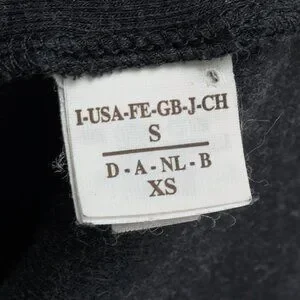 I-USA-FE-GB-J-CH
S
D-A-NL-B
XS